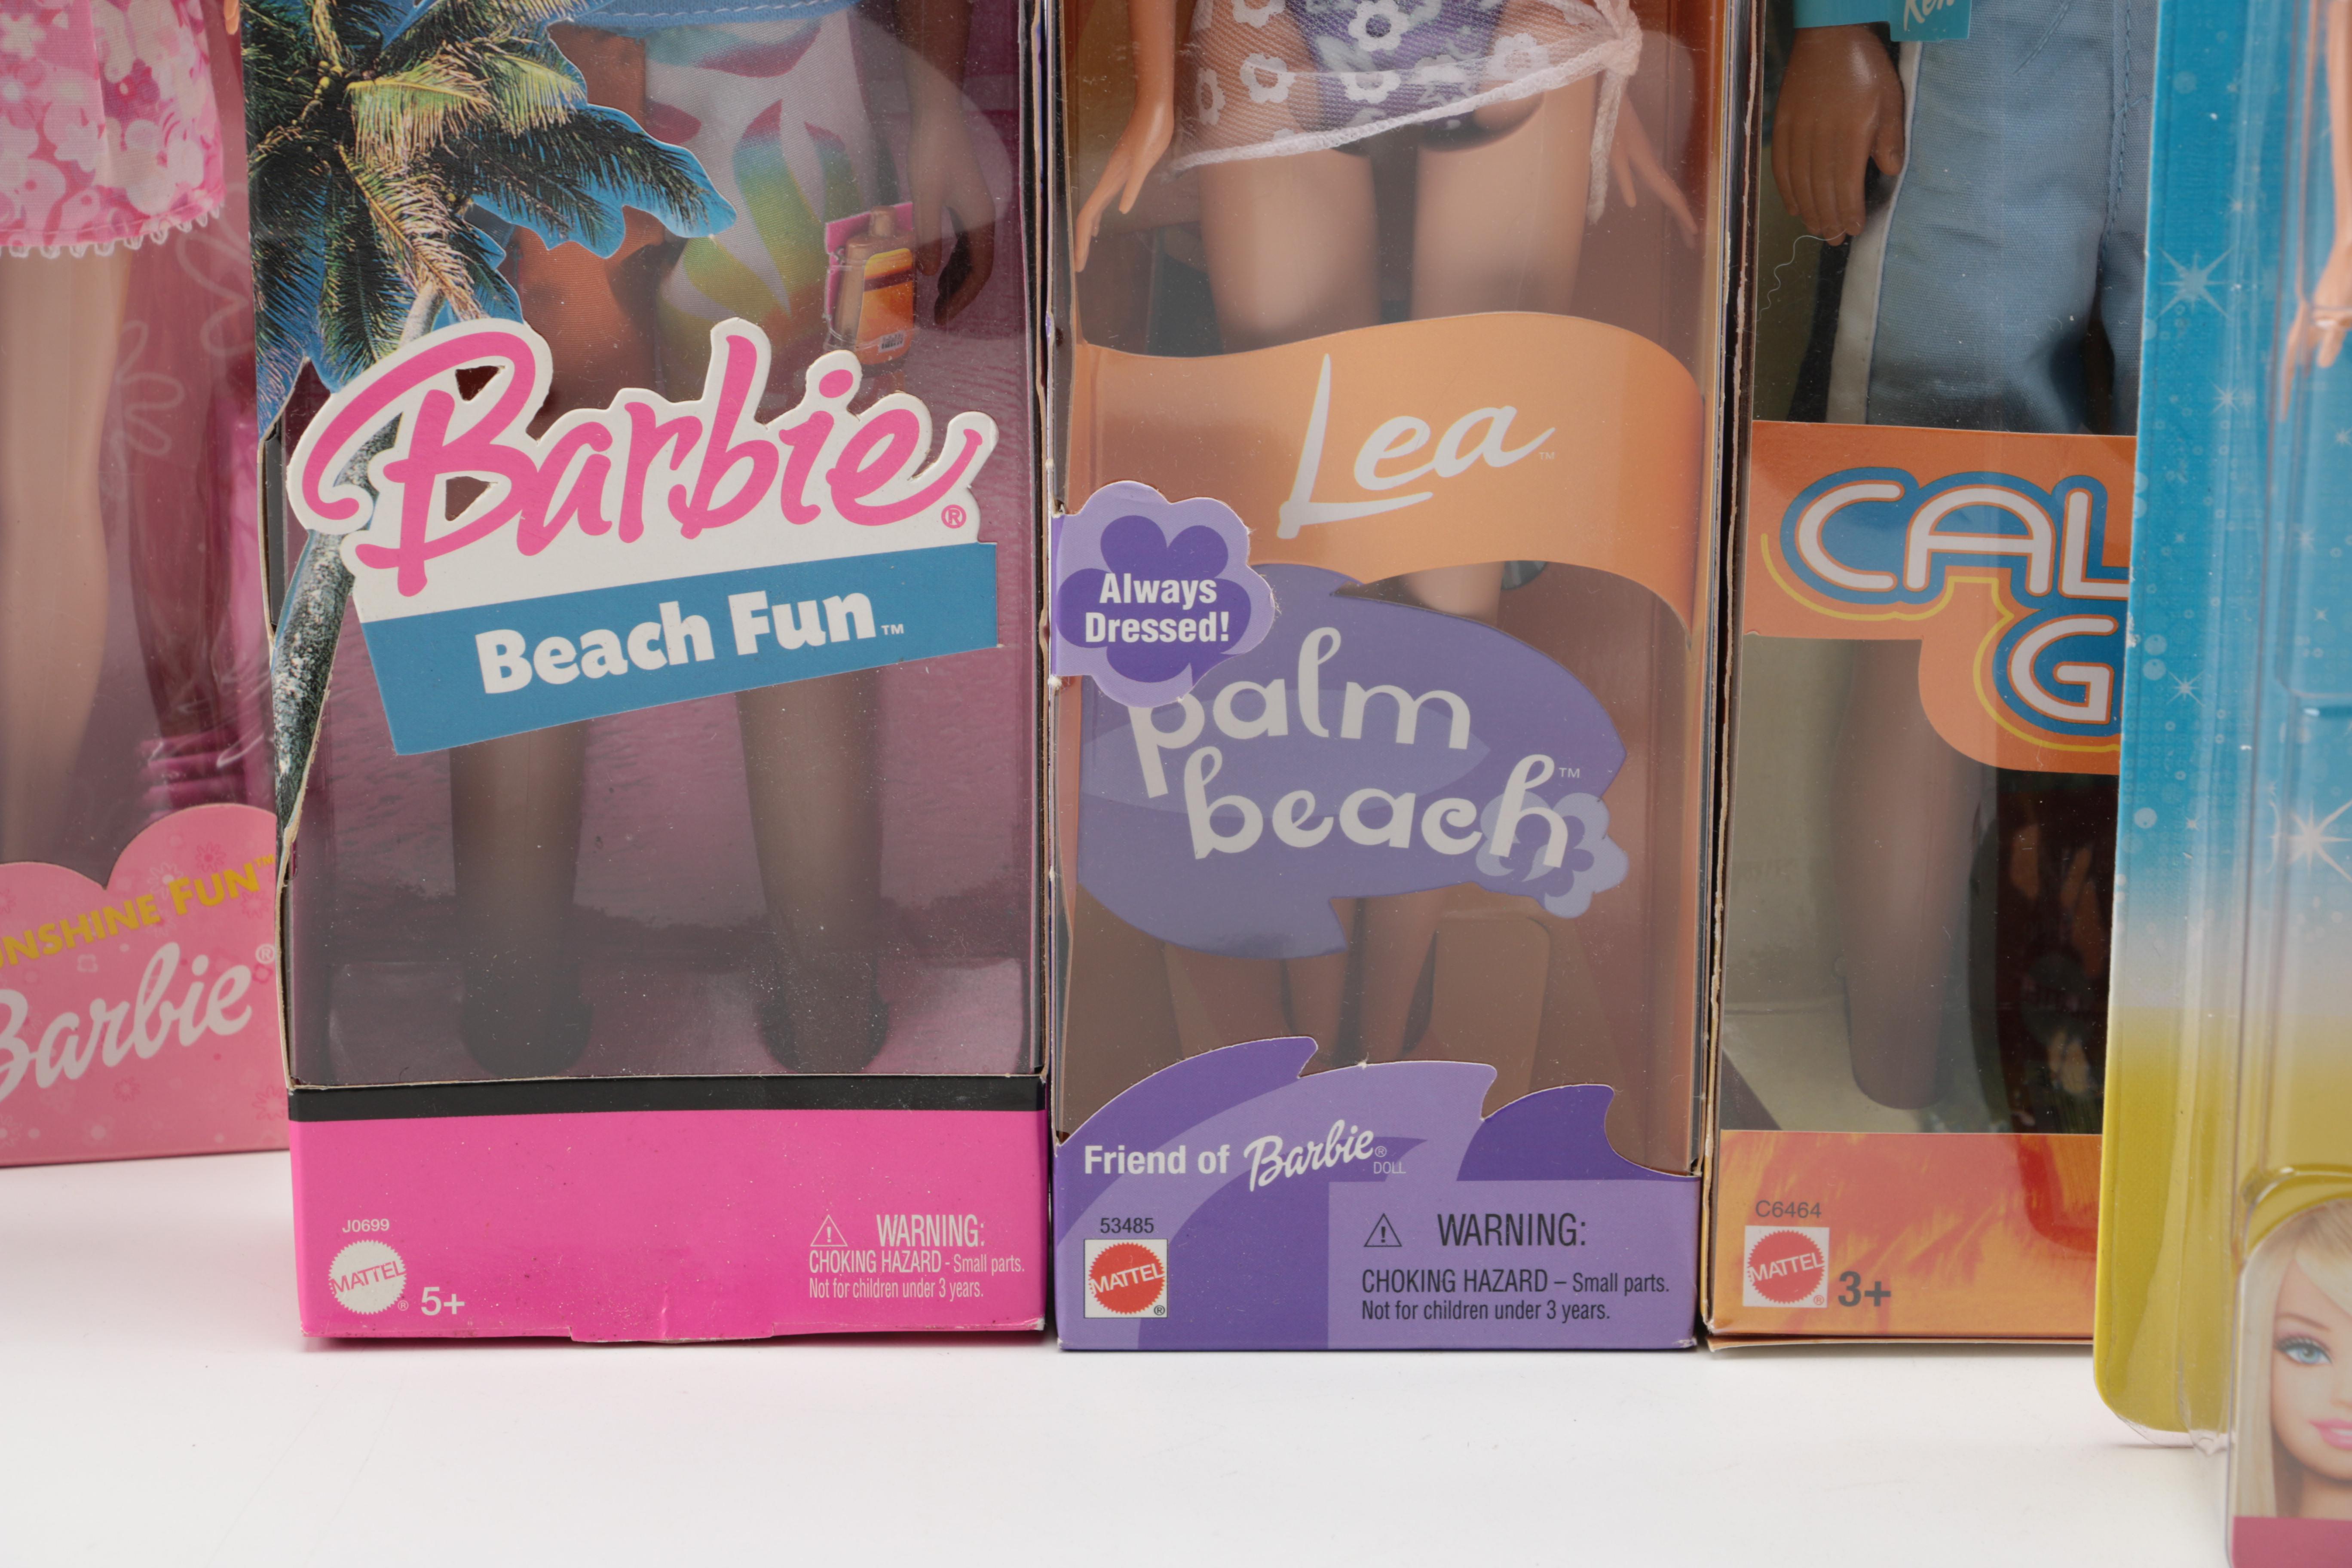 FUN™
Barbie®
Barbie®
Beach Fun™
J0699
MATTEL®
5+
WARNING:
CHOKING HAZARD - Small parts.
Not for children under 3 years.
Lea™
Always
Dressed!
palm
beach™
Friend of Barbie® DOLL
53485
MATTEL®
WARNING:
CHOKING HAZARD – Small parts.
Not for children under 3 years.
Ken
CAL
G
C6464
MATTEL®
3+